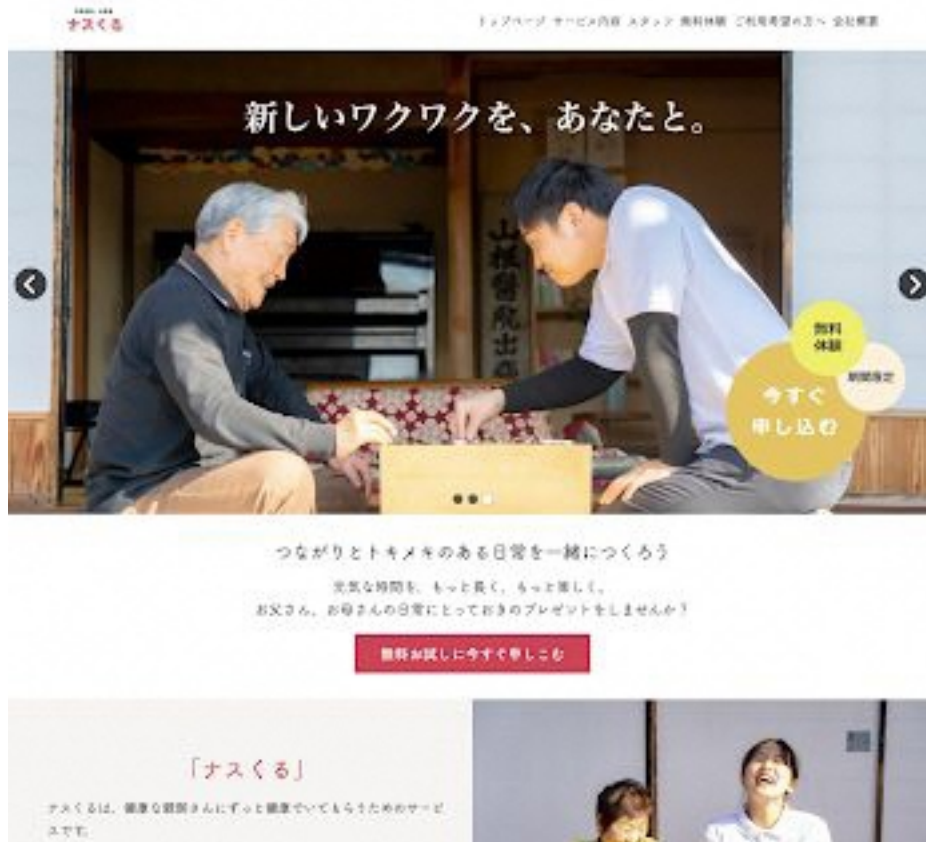 ナスくる
トップページ サービス内容 スタッフ 無料体験 ご利用希望の方へ 会社概要
新しいワクワクを、あなたと。
山根醫院出
無料
体験
期間限定
今すぐ
申し込む
つながりとトキメキのある日常を一緒につくろう
元気な時間を、もっと長く、もっと楽しく。
お父さん、お母さんの日常にとっておきのプレゼントをしませんか？
無料お試しに今すぐ申しこむ
「ナスくる」
ナスくるは、健康な親御さんにずっと健康でいてもらうためのサービ
スです。